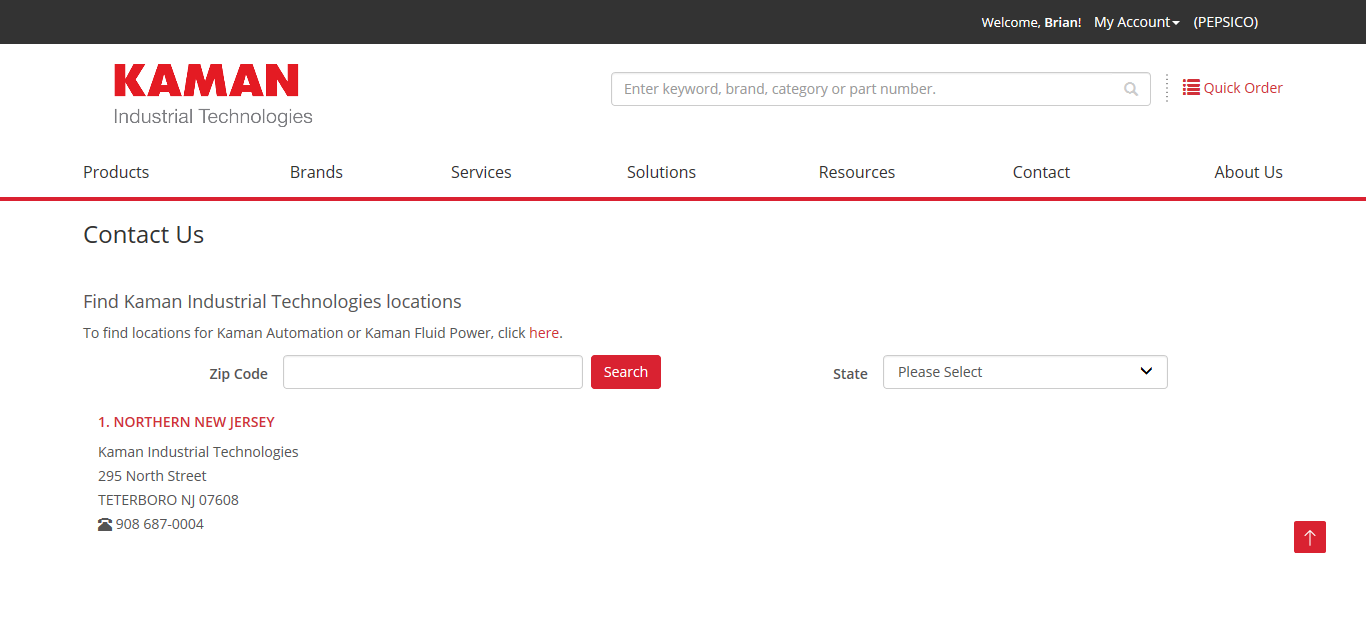 Welcome, Brian! My Account (PEPSICO)
KAMAN
Industrial Technologies
Enter keyword, brand, category or part number.
Quick Order
Products Brands Services Solutions Resources Contact About Us
Contact Us
Find Kaman Industrial Technologies locations
To find locations for Kaman Automation or Kaman Fluid Power, click here.
Zip Code Search State Please Select
1. NORTHERN NEW JERSEY
Kaman Industrial Technologies
295 North Street
TETERBORO NJ 07608
908 687-0004